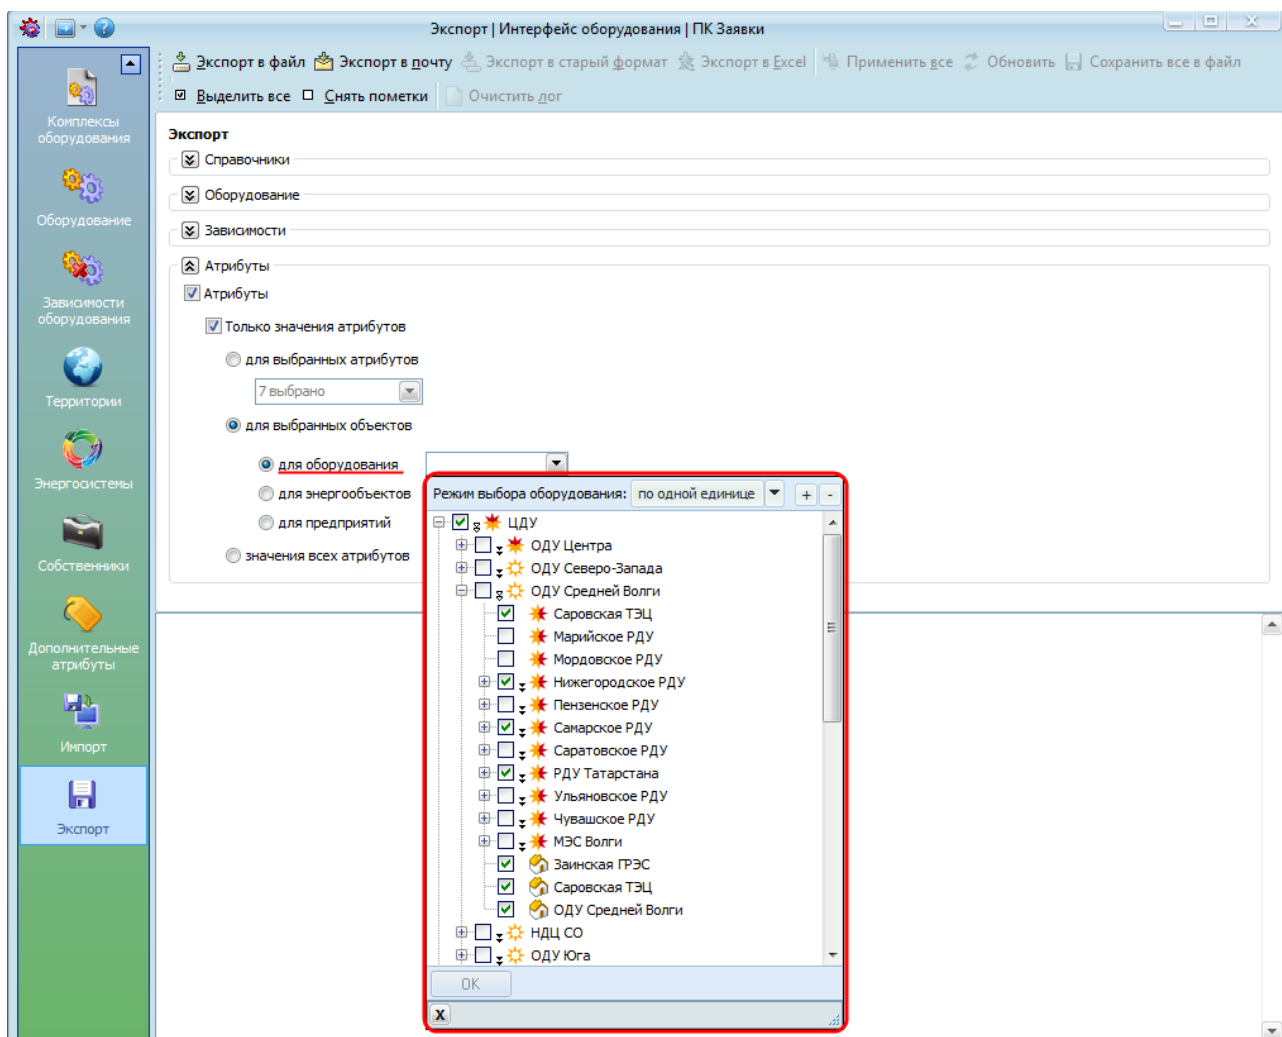 Экспорт | Интерфейс оборудования | ПК Заявки
Экспорт в файл Экспорт в почту Экспорт в старый формат Экспорт в Excel Применить все Обновить Сохранить все в файл
Выделить все Снять пометки Очистить лог
Комплексы
оборудования
Оборудование
Зависимости
оборудования
Территории
Энергосистемы
Собственники
Дополнительные
атрибуты
Импорт
Экспорт
Экспорт
Справочники
Оборудование
Зависимости
Атрибуты
Атрибуты
Только значения атрибутов
для выбранных атрибутов
7 выбрано
для выбранных объектов
для оборудования
для энергообъектов
для предприятий
значения всех атрибутов
Режим выбора оборудования: по одной единице + -
ЦДУ
ОДУ Центра
ОДУ Северо-Запада
ОДУ Средней Волги
Саровская ТЭЦ
Марийское РДУ
Мордовское РДУ
Нижегородское РДУ
Пензенское РДУ
Самарское РДУ
Саратовское РДУ
РДУ Татарстана
Ульяновское РДУ
Чувашское РДУ
МЭС Волги
Заинская ГРЭС
Саровская ТЭЦ
ОДУ Средней Волги
НДЦ СО
ОДУ Юга
OK
X